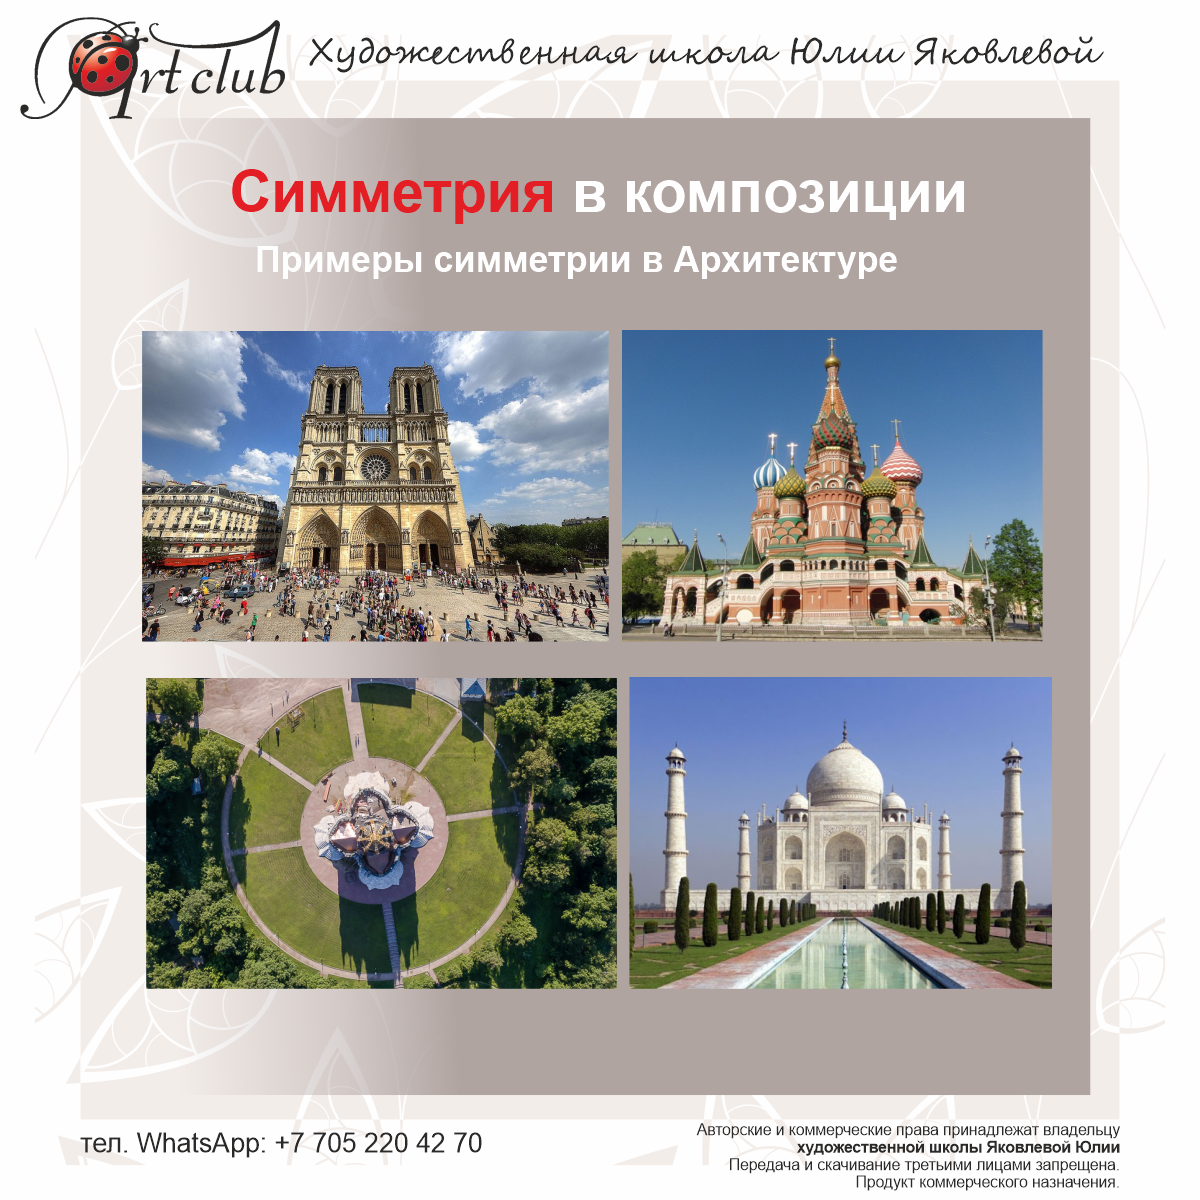 Art club
Художественная школа Юлии Яковлевой
Симметрия в композиции
Примеры симметрии в Архитектуре
тел. WhatsApp: +7 705 220 42 70
Авторские и коммерческие права принадлежат владельцу
художественной школы Яковлевой Юлии
Передача и скачивание третьими лицами запрещена.
Продукт коммерческого назначения.